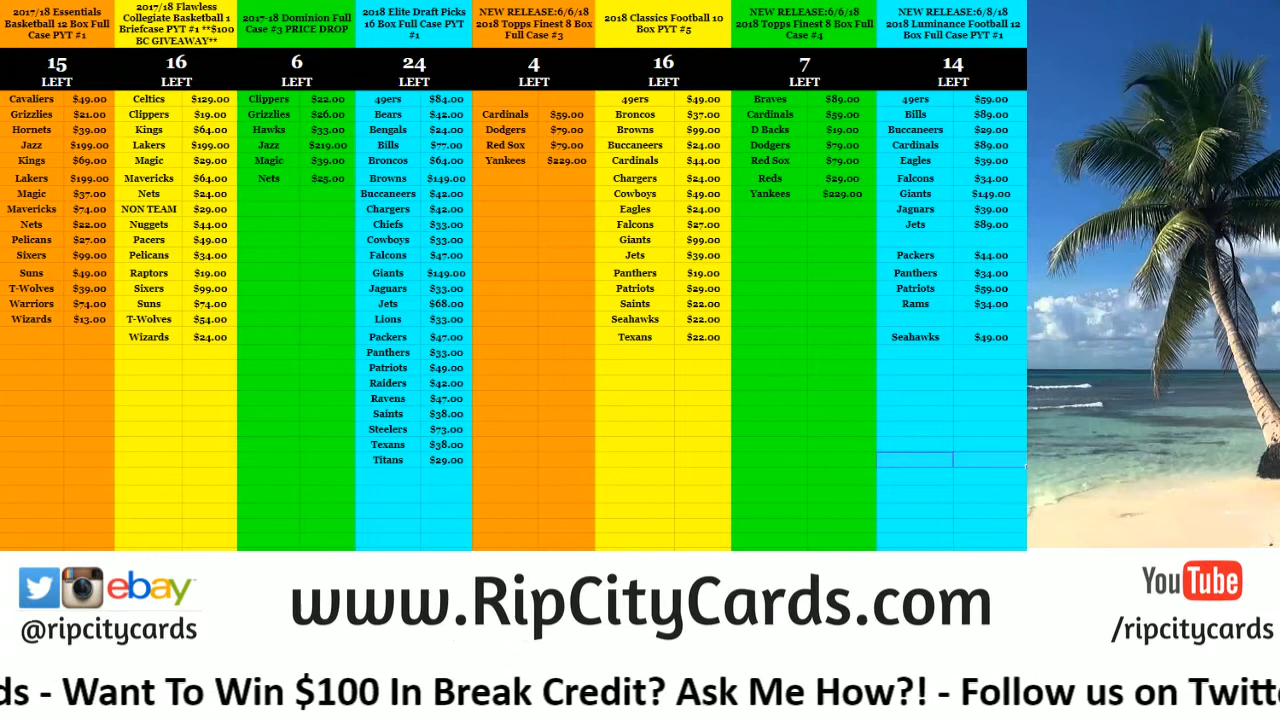 2017/18 Essentials
Basketball 12 Box Full
Case PYT #1
15
LEFT
Cavaliers $49.00
Grizzlies $21.00
Hornets $39.00
Jazz $199.00
Kings $69.00
Lakers $199.00
Magic $37.00
Mavericks $74.00
Nets $22.00
Pelicans $27.00
Sixers $99.00
Suns $49.00
T-Wolves $39.00
Warriors $74.00
Wizards $13.00
2017/18 Flawless
Collegiate Basketball 1
Briefcase PYT #1 **$100
BC GIVEAWAY**
16
LEFT
Celtics $129.00
Clippers $19.00
Kings $64.00
Lakers $199.00
Magic $29.00
Mavericks $64.00
Nets $24.00
NON TEAM $29.00
Nuggets $44.00
Pacers $49.00
Pelicans $34.00
Raptors $19.00
Sixers $99.00
Suns $74.00
T-Wolves $54.00
Wizards $24.00
2017-18 Dominion Full
Case #3 PRICE DROP
6
LEFT
Clippers $22.00
Grizzlies $26.00
Hawks $33.00
Jazz $219.00
Magic $39.00
Nets $25.00
2018 Elite Draft Picks
16 Box Full Case PYT
#1
24
LEFT
49ers $84.00
Bears $42.00
Bengals $24.00
Bills $77.00
Broncos $64.00
Browns $149.00
Buccaneers $42.00
Chargers $42.00
Chiefs $33.00
Cowboys $33.00
Falcons $47.00
Giants $149.00
Jaguars $33.00
Jets $68.00
Lions $33.00
Packers $47.00
Panthers $33.00
Patriots $49.00
Raiders $42.00
Ravens $47.00
Saints $38.00
Steelers $73.00
Texans $38.00
Titans $29.00
NEW RELEASE:6/6/18
2018 Topps Finest 8 Box
Full Case #3
4
LEFT
Cardinals $59.00
Dodgers $79.00
Red Sox $79.00
Yankees $229.00
2018 Classics Football 10
Box PYT #5
16
LEFT
49ers $49.00
Broncos $37.00
Browns $99.00
Buccaneers $24.00
Cardinals $44.00
Chargers $24.00
Cowboys $49.00
Eagles $24.00
Falcons $27.00
Giants $99.00
Jets $39.00
Panthers $19.00
Patriots $29.00
Saints $22.00
Seahawks $22.00
Texans $22.00
NEW RELEASE:6/6/18
2018 Topps Finest 8 Box Full
Case #4
7
LEFT
Braves $89.00
Cardinals $59.00
D Backs $19.00
Dodgers $79.00
Red Sox $79.00
Reds $29.00
Yankees $229.00
NEW RELEASE:6/8/18
2018 Luminance Football 12
Box Full Case PYT #1
14
LEFT
49ers $59.00
Bills $89.00
Buccaneers $29.00
Cardinals $89.00
Eagles $39.00
Falcons $34.00
Giants $149.00
Jaguars $39.00
Jets $89.00
Packers $44.00
Panthers $34.00
Patriots $59.00
Rams $34.00
Seahawks $49.00
ebay
@ripcitycards
www.RipCityCards.com
YouTube
/ripcitycards
ds - Want To Win $100 In Break Credit? Ask Me How?! - Follow us on Twitt